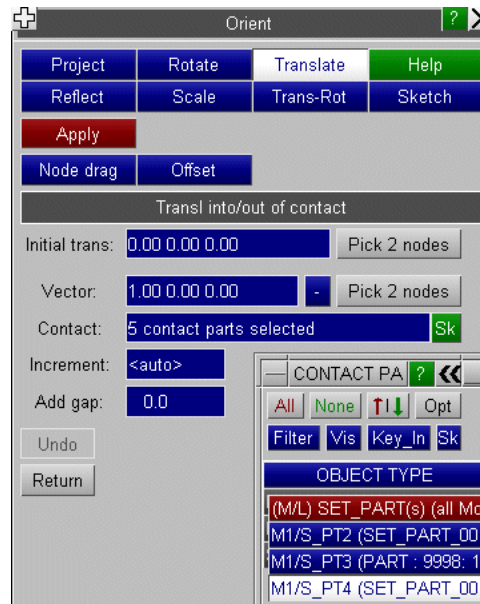 Orient ?
Project Rotate Translate Help
Reflect Scale Trans-Rot Sketch
Apply
Node drag Offset
Transl into/out of contact
Initial trans: 0.00 0.00 0.00 Pick 2 nodes
Vector: 1.00 0.00 0.00 - Pick 2 nodes
Contact: 5 contact parts selected Sk
Increment: <auto>
CONTACT PA ?
Add gap: 0.0
All None Opt
Undo
Filter Vis Key_In Sk
Return
OBJECT TYPE
(M/L) SET_PART(s) (all Mo
M1/S_PT2 (SET_PART_00
M1/S_PT3 (PART : 9998: 1
M1/S_PT4 (SET_PART_00